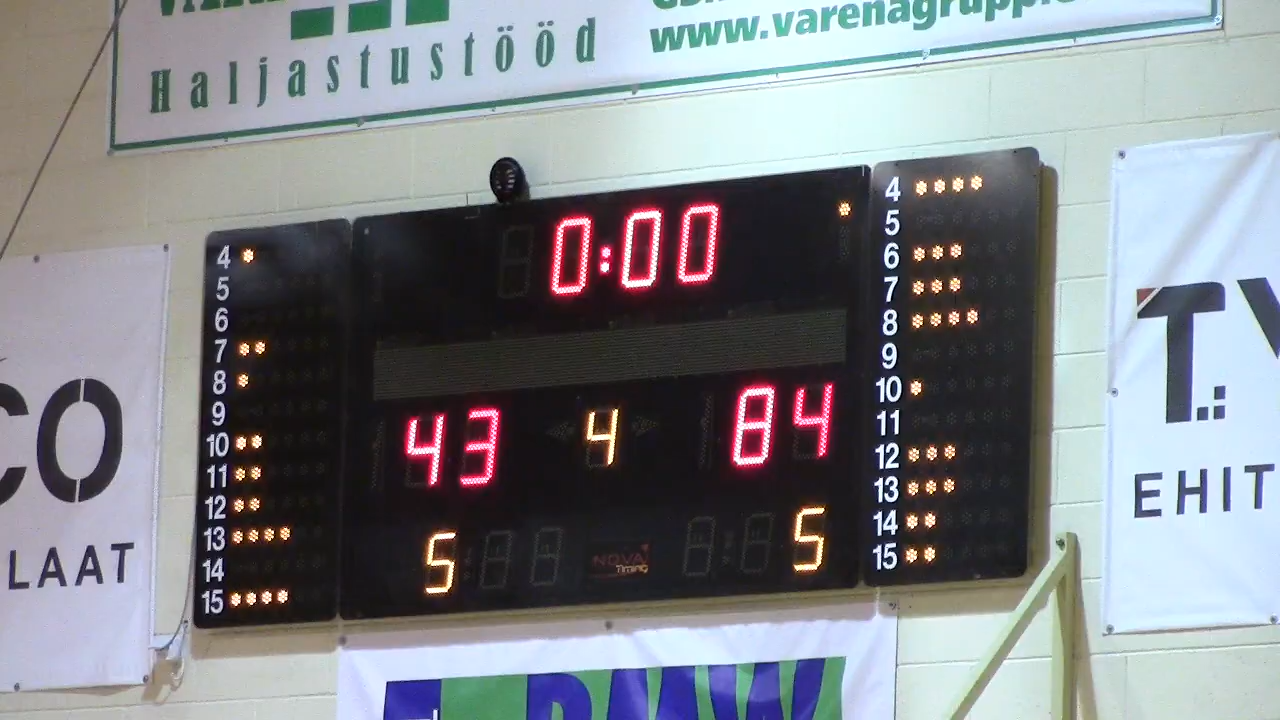 Haljastustööd
www.varenagrupp.e
0:00
43 4 84
5 5
NOVA
Timing
4
5
6
7
8
9
10
11
12
13
14
15
4
5
6
7
8
9
10
11
12
13
14
15
CO
LAAT
T.:
EHIT